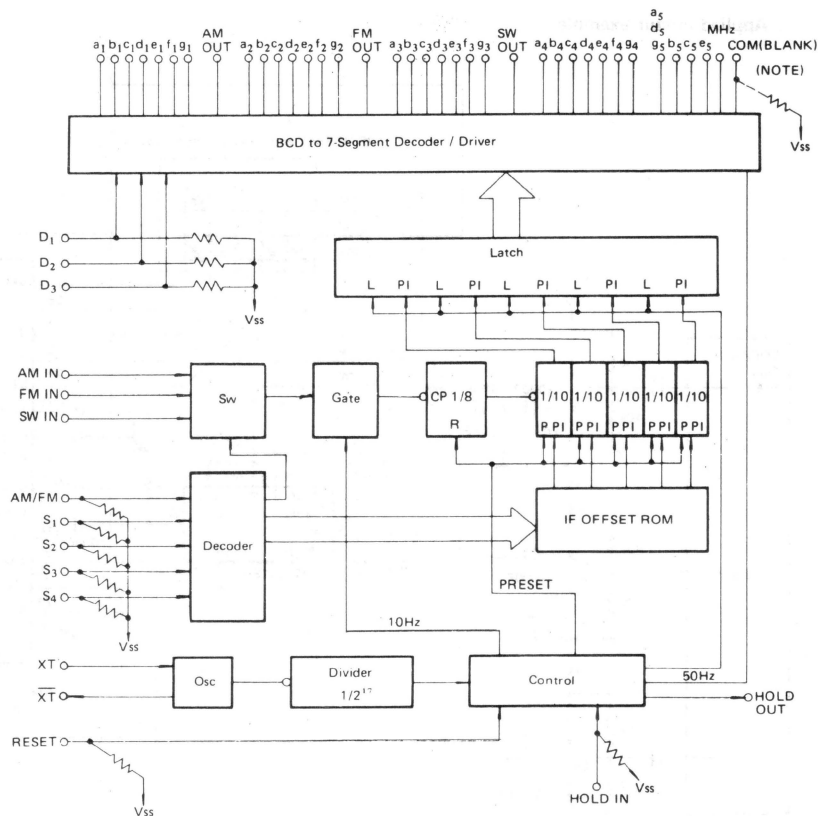 a5
d5
AM FM SW MHz
a1 b1 c1 d1 e1 f1 g1 OUT a2 b2 c2 d2 e2 f2 g2 OUT a3 b3 c3 d3 e3 f3 g3 OUT a4 b4 c4 d4 e4 f4 g4 g5 b5 c5 e5 COM(BLANK)
(NOTE)
VSS
BCD to 7-Segment Decoder / Driver
D1
D2
D3
VSS
Latch
L PI L PI L PI L PI L PI
AM IN
FM IN
SW IN
Sw
Gate
CP 1/8
R
1/10 1/10 1/10 1/10 1/10
P PI P PI P PI P PI P PI
AM/FM
S1
S2
S3
S4
VSS
Decoder
IF OFFSET ROM
PRESET
10Hz
XT
XT
Osc
Divider
1/2¹⁷
Control
50Hz
HOLD
OUT
RESET
VSS
VSS
HOLD IN